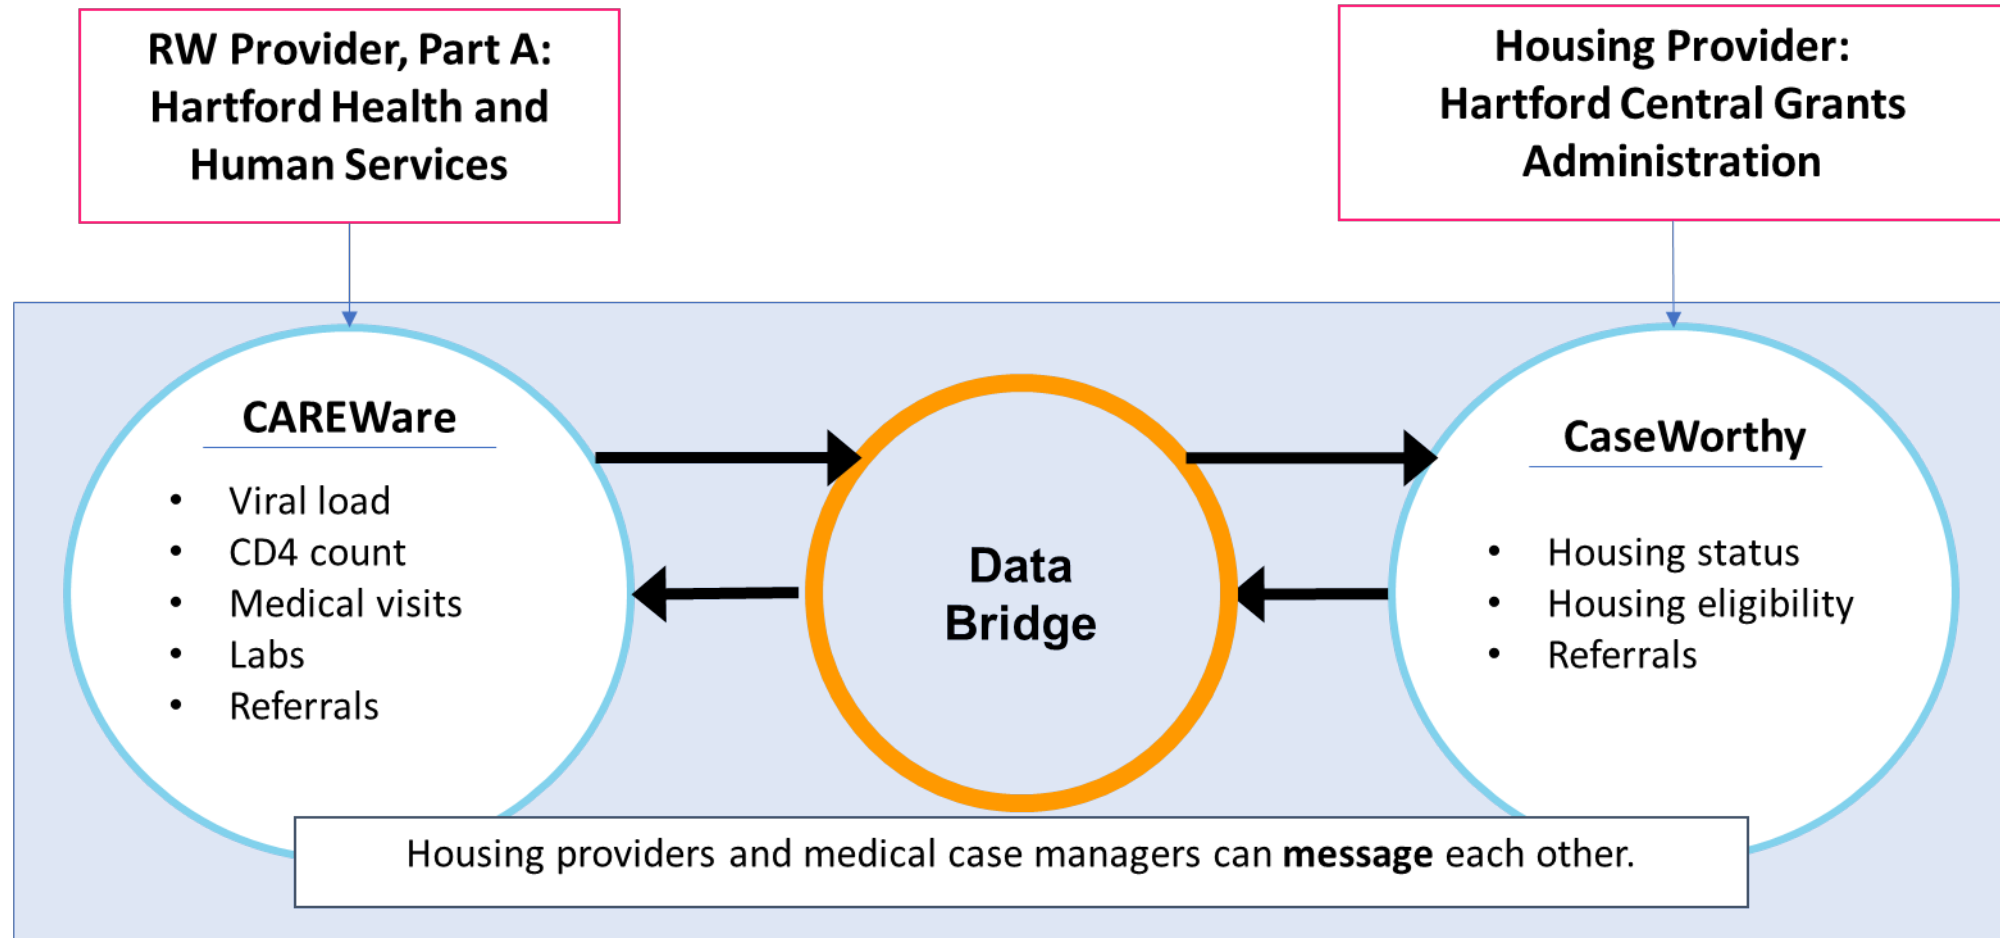 RW Provider, Part A:
Hartford Health and
Human Services
Housing Provider:
Hartford Central Grants
Administration
CAREWare
• Viral load
• CD4 count
• Medical visits
• Labs
• Referrals
Data
Bridge
CaseWorthy
• Housing status
• Housing eligibility
• Referrals
Housing providers and medical case managers can message each other.